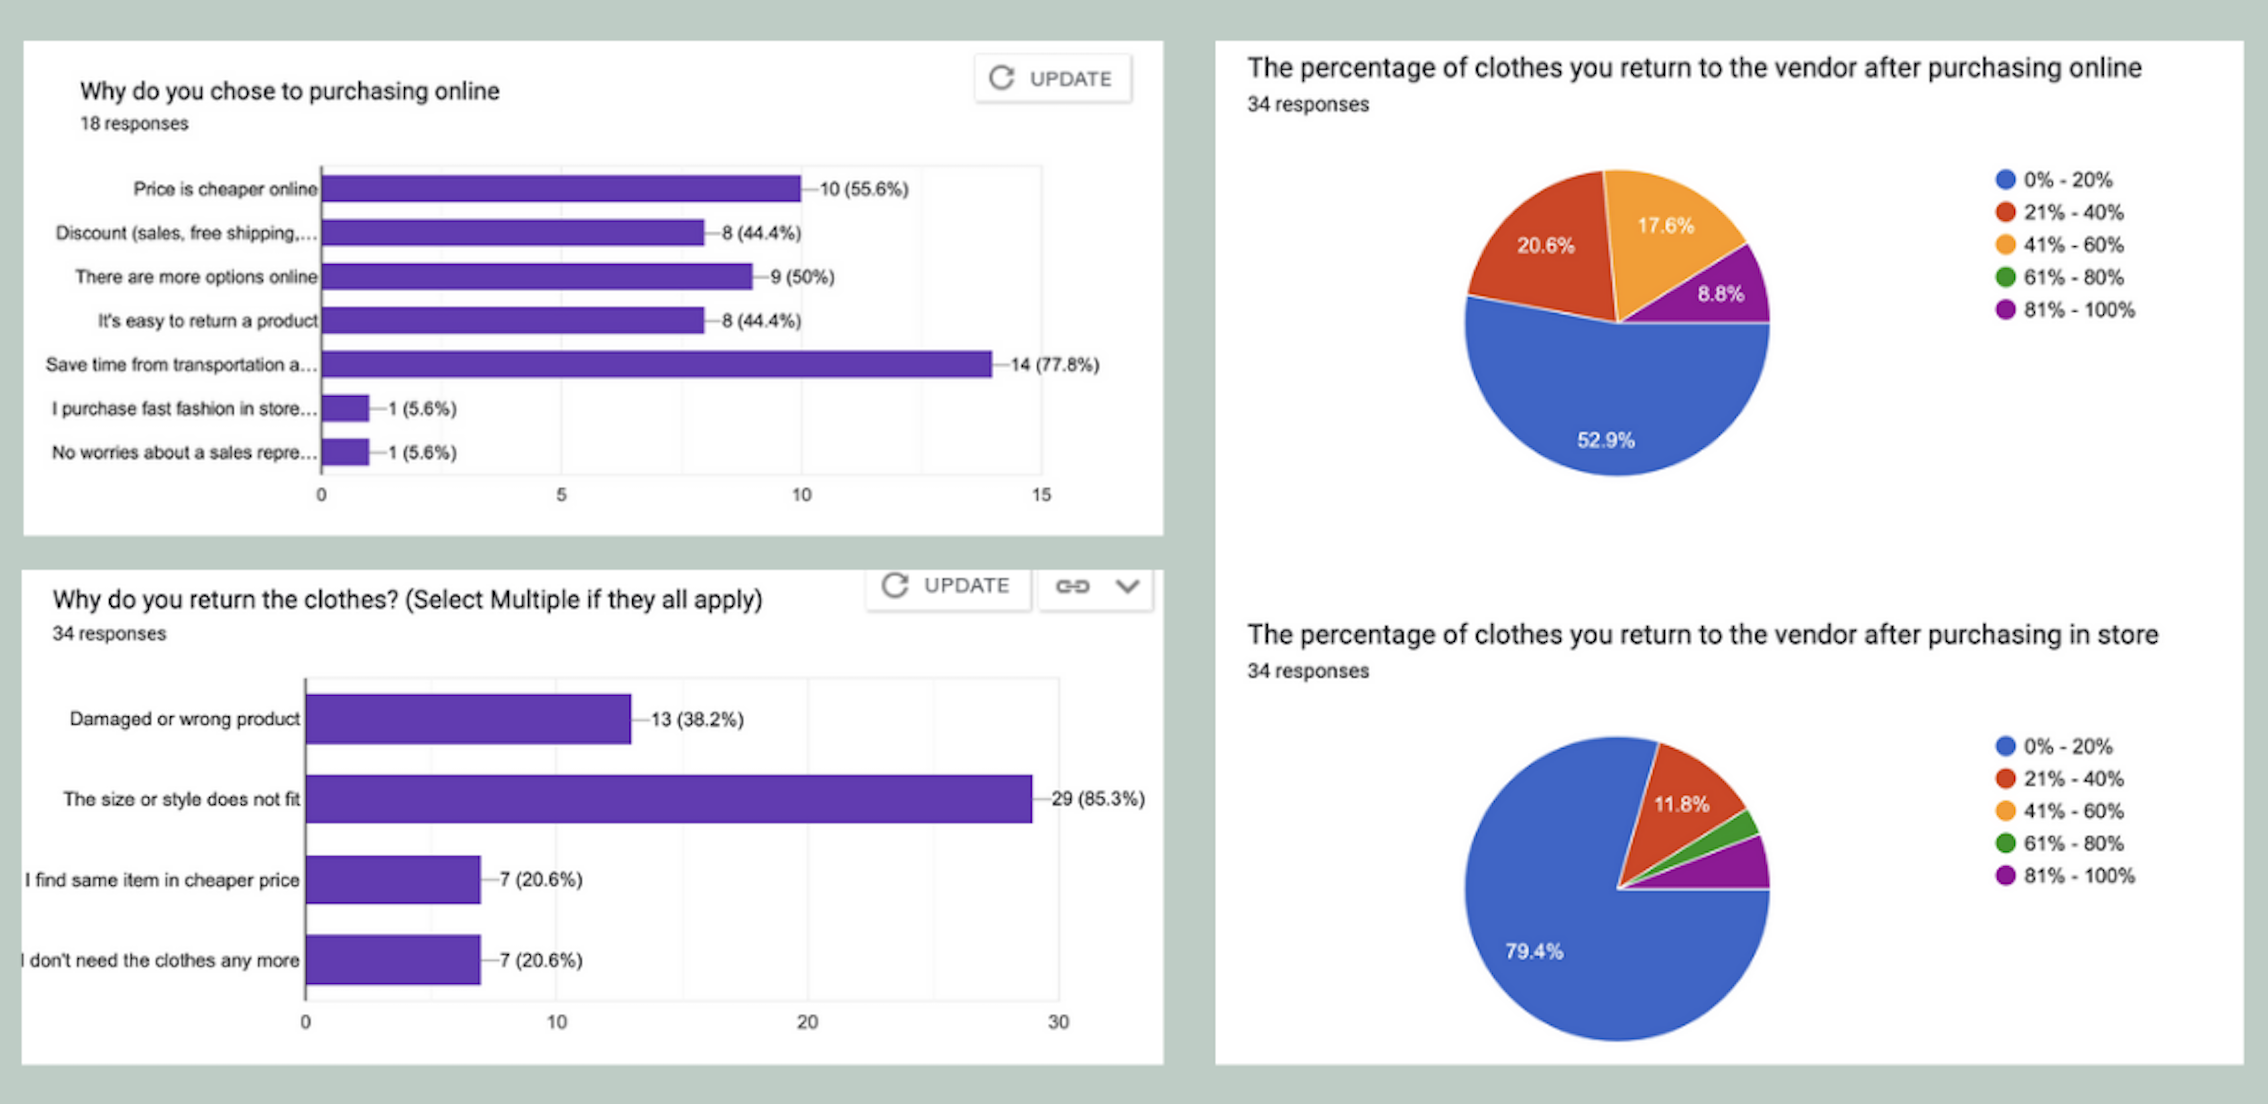 Why do you chose to purchasing online
UPDATE
18 responses
Price is cheaper online
10 (55.6%)
Discount (sales, free shipping,...
8 (44.4%)
There are more options online
9 (50%)
It's easy to return a product
8 (44.4%)
Save time from transportation a...
14 (77.8%)
I purchase fast fashion in store...
1 (5.6%)
No worries about a sales repre...
1 (5.6%)
0 5 10 15
Why do you return the clothes? (Select Multiple if they all apply)
UPDATE
34 responses
Damaged or wrong product
13 (38.2%)
The size or style does not fit
29 (85.3%)
I find same item in cheaper price
7 (20.6%)
I don't need the clothes any more
7 (20.6%)
0 10 20 30
The percentage of clothes you return to the vendor after purchasing online
34 responses
20.6%
17.6%
8.8%
52.9%
0% - 20%
21% - 40%
41% - 60%
61% - 80%
81% - 100%
The percentage of clothes you return to the vendor after purchasing in store
34 responses
11.8%
79.4%
0% - 20%
21% - 40%
41% - 60%
61% - 80%
81% - 100%